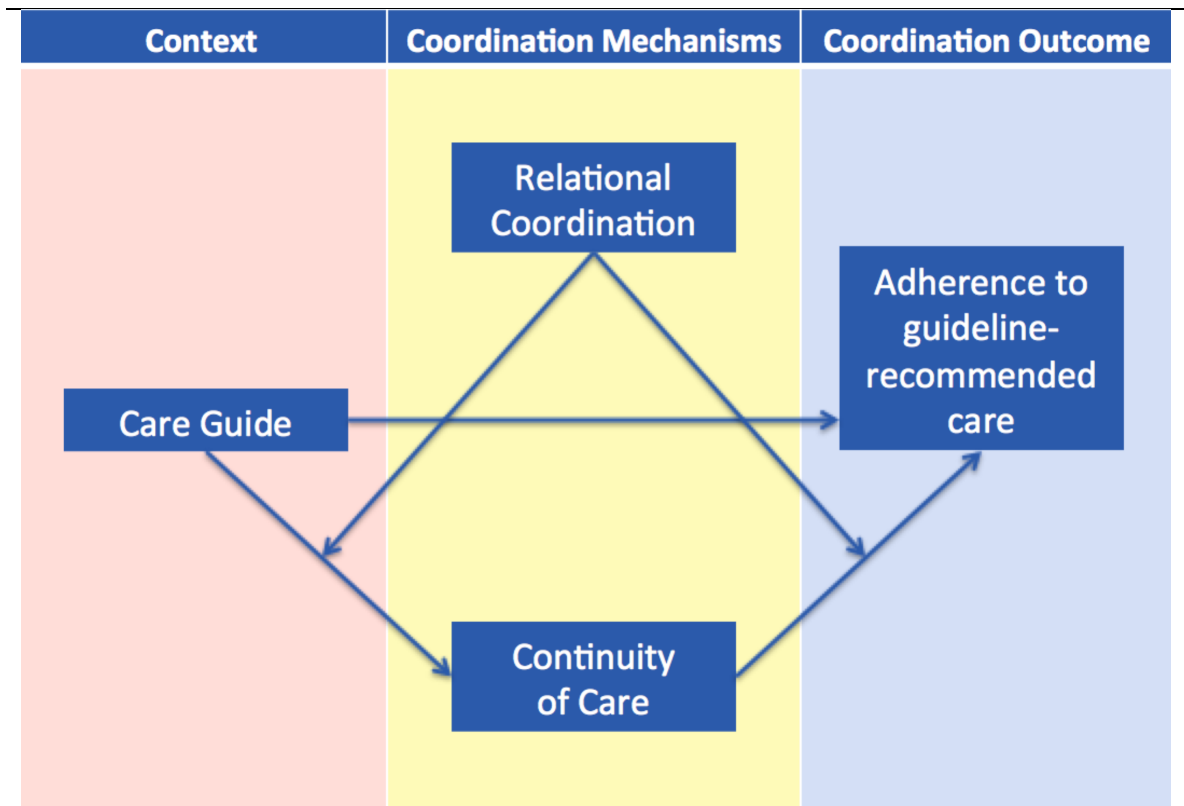 Context
Coordination Mechanisms
Coordination Outcome
Relational
Coordination
Adherence to
guideline-
recommended
care
Care Guide
Continuity
of Care